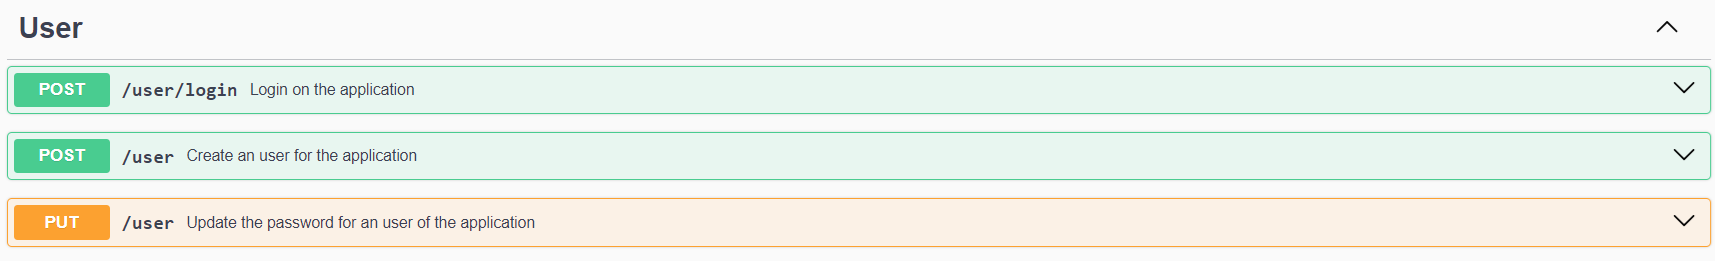 User
POST /user/login Login on the application
POST /user Create an user for the application
PUT /user Update the password for an user of the application